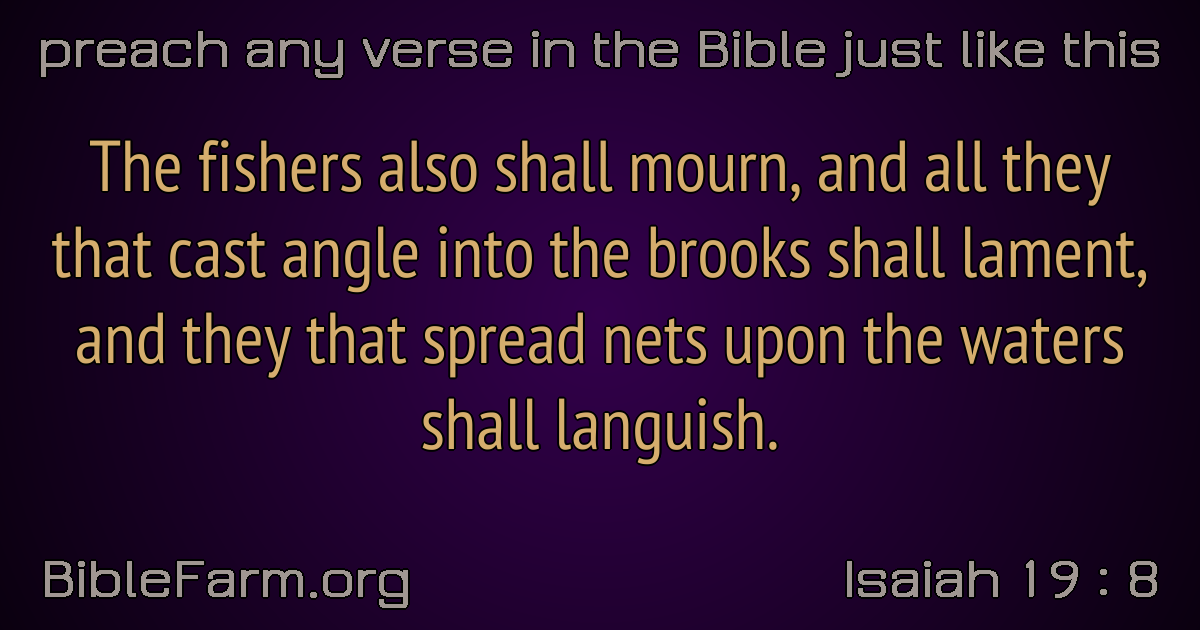 preach any verse in the Bible just like this
The fishers also shall mourn, and all they
that cast angle into the brooks shall lament,
and they that spread nets upon the waters
shall languish.
BibleFarm.org
Isaiah 19 : 8